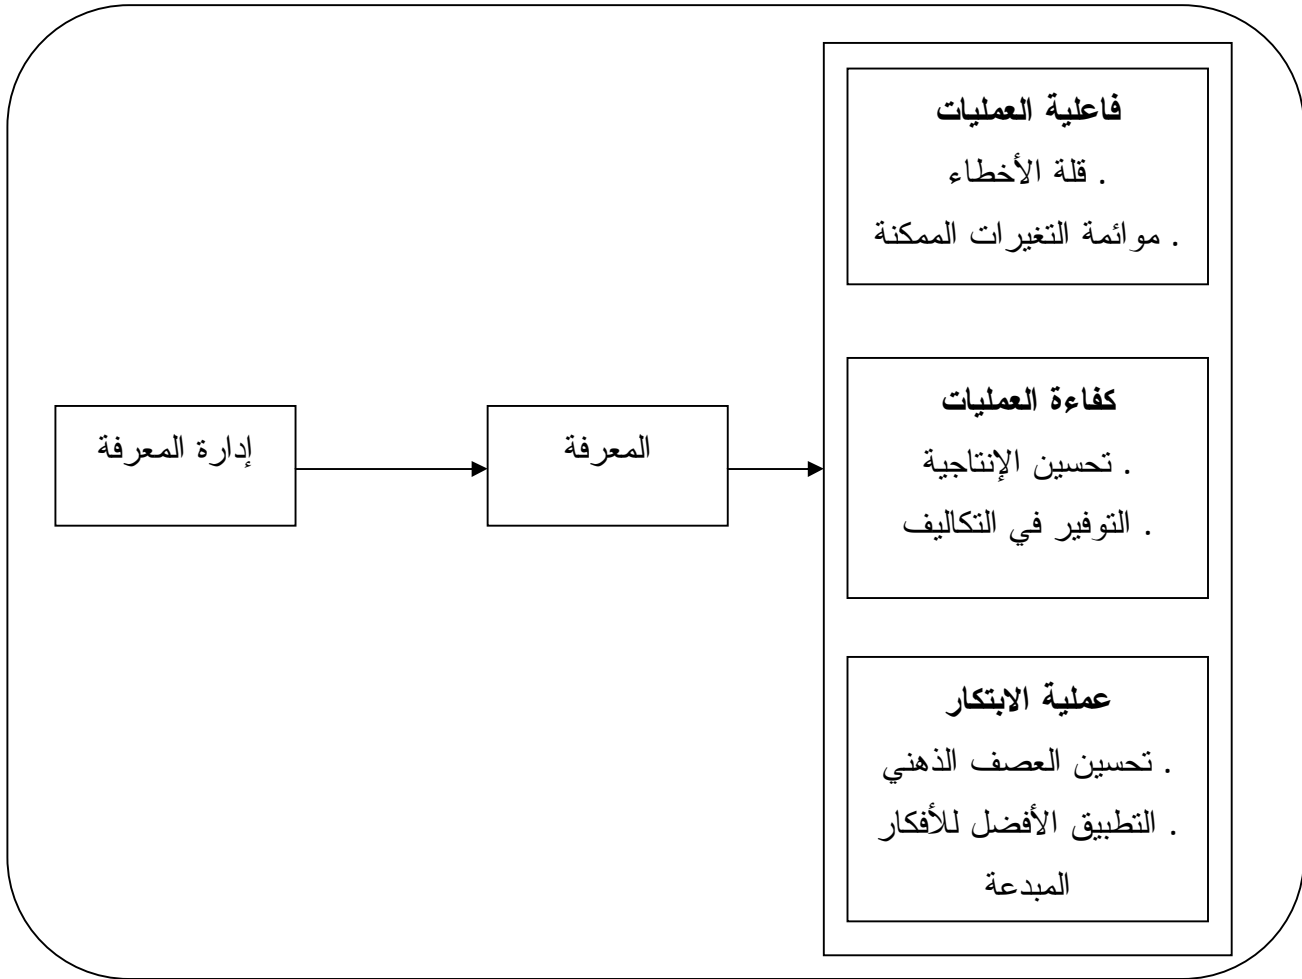 فاعلية العمليات
. قلة الأخطاء
. موائمة التغيرات الممكنة
كفاءة العمليات
. تحسين الإنتاجية
. التوفير في التكاليف
إدارة المعرفة
المعرفة
عملية الابتكار
. تحسين العصف الذهني
. التطبيق الأفضل للأفكار
المبدعة